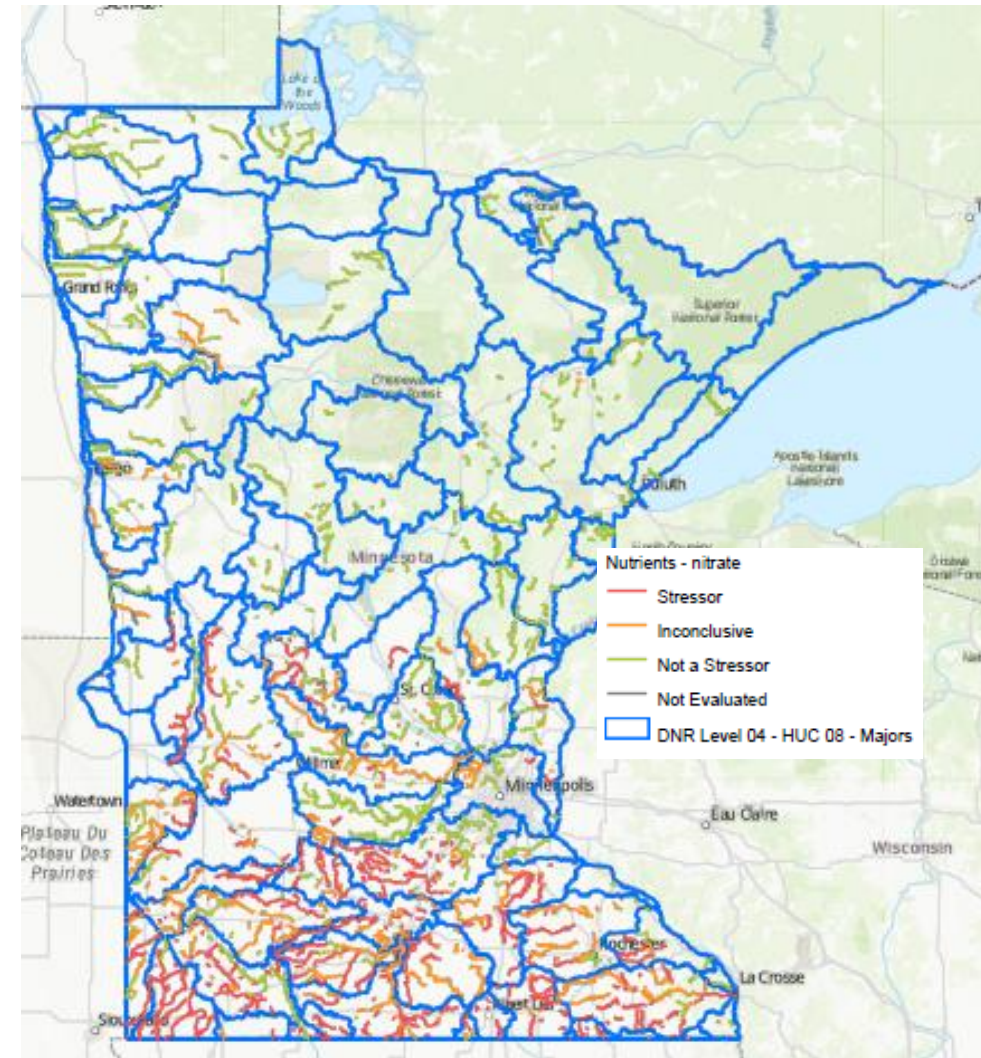 Lake of
the
Woods
Grand Forks
Superior
National Forest
Chippewa
National Forest
Fargo
Duluth
Apostle Islands
National
Lakeshore
Minnesota
Nutrients - nitrate
Stressor
Inconclusive
Not a Stressor
Not Evaluated
DNR Level 04 - HUC 08 - Majors
St. Cloud
Willmar
Minneapolis
Watertown
Eau Claire
Plateau Du
Coteau Des
Prairies
Wisconsin
Rochester
La Crosse
Albert Lea
Sioux Falls